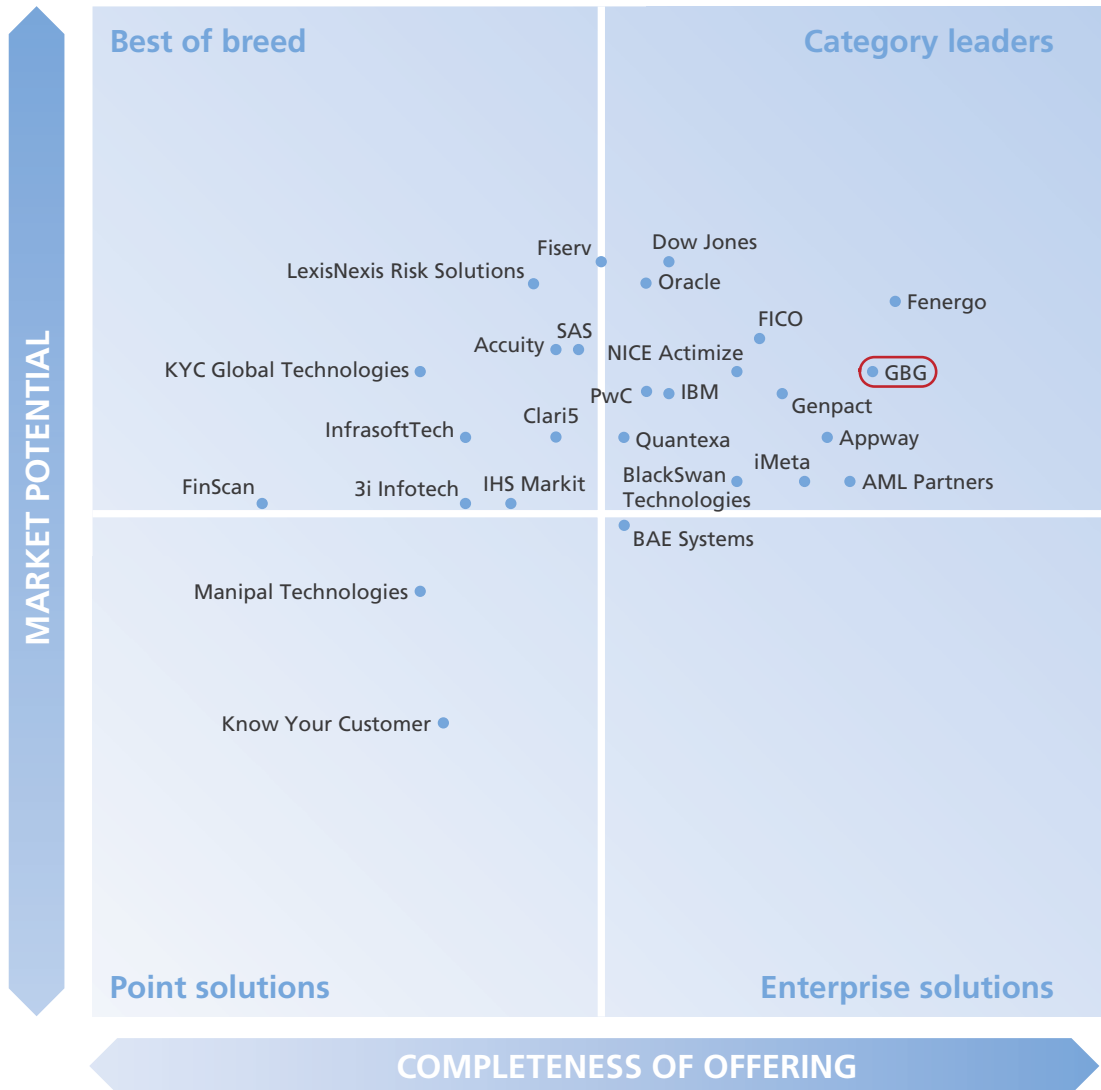 Best of breed
Category leaders
MARKET POTENTIAL
Fiserv
Dow Jones
LexisNexis Risk Solutions
Oracle
Fenergo
FICO
SAS
Accuity
NICE Actimize
KYC Global Technologies
GBG
PwC
IBM
Genpact
Clari5
InfrasoftTech
Quantexa
Appway
iMeta
BlackSwan
Technologies
AML Partners
FinScan
3i Infotech
IHS Markit
BAE Systems
Manipal Technologies
Know Your Customer
Point solutions
Enterprise solutions
COMPLETENESS OF OFFERING